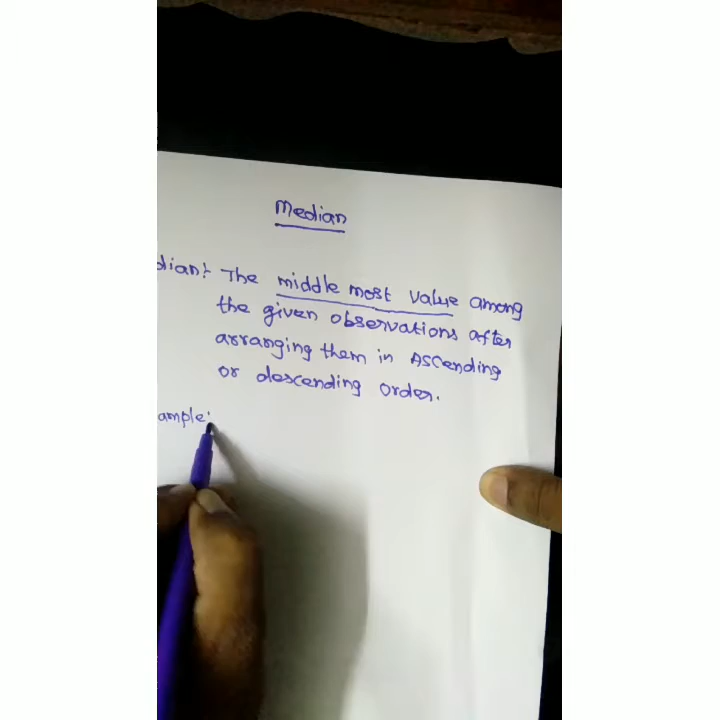 Median
dian:- The middle most value among
the given observations after
arranging them in Ascending
or descending order.
ample: